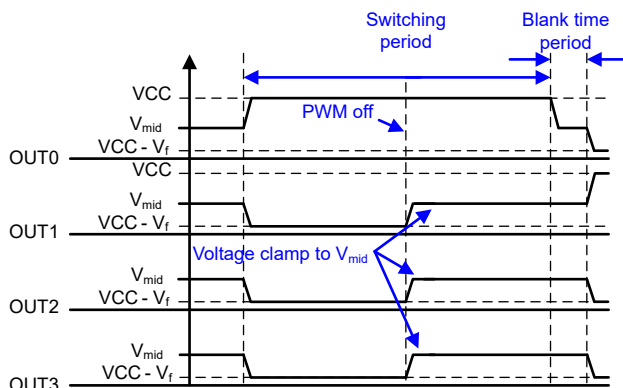 Switching
period
Blank time
period
VCC
PWM off
Vmid
VCC - Vf
OUT0
VCC
Vmid
VCC - Vf
OUT1
Voltage clamp to Vmid
Vmid
VCC - Vf
OUT2
Vmid
VCC - Vf
OUT3